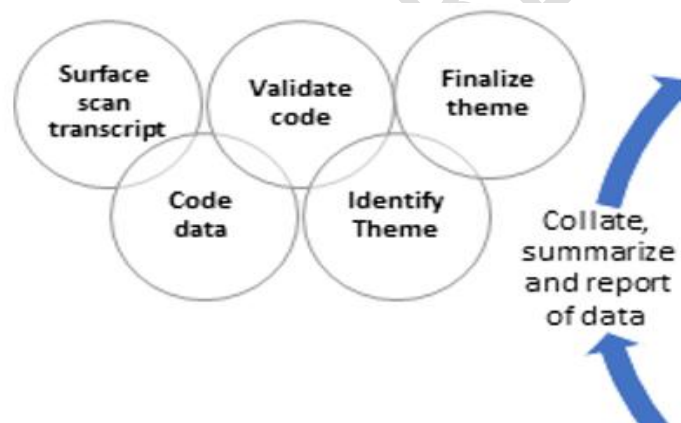 Surface
scan
transcript
Validate
code
Finalize
theme
Code
data
Identify
Theme
Collate,
summarize
and report
of data